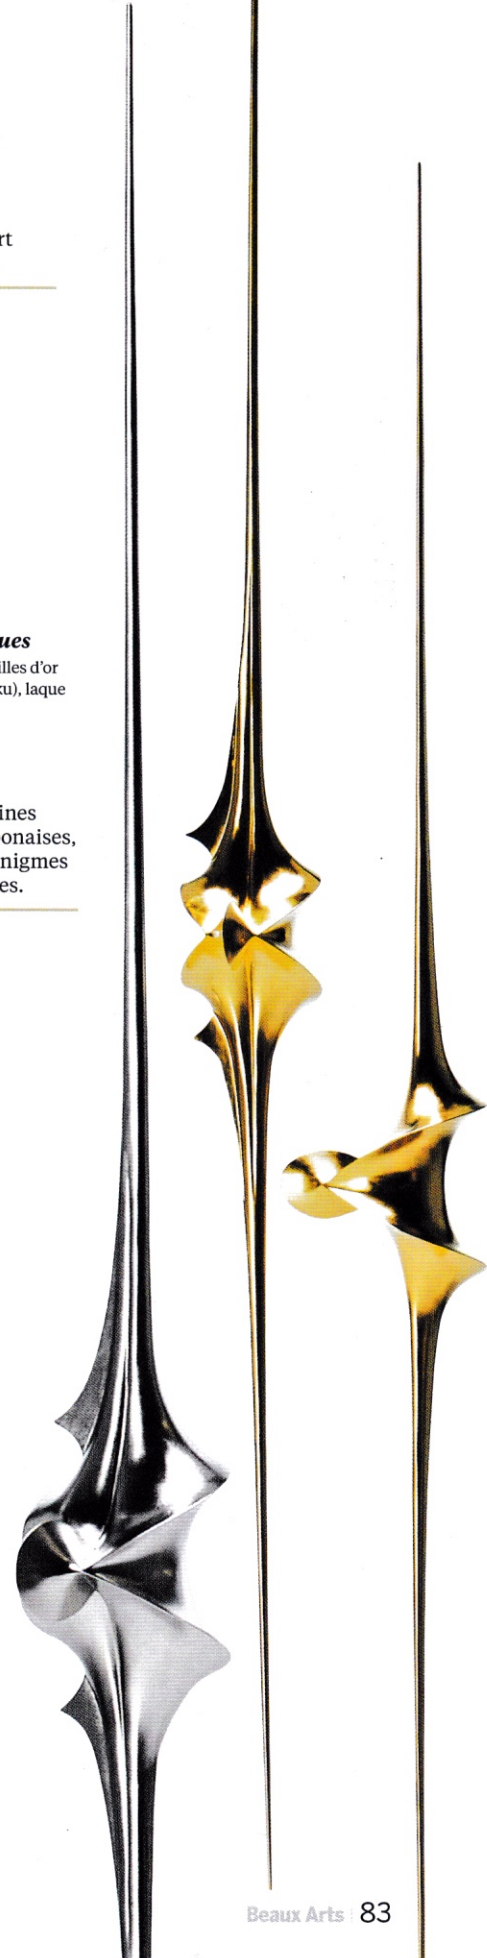 rt
ues
illes d'or
ku), laque
ines
onaises,
nigmes
es.
Beaux Arts 83